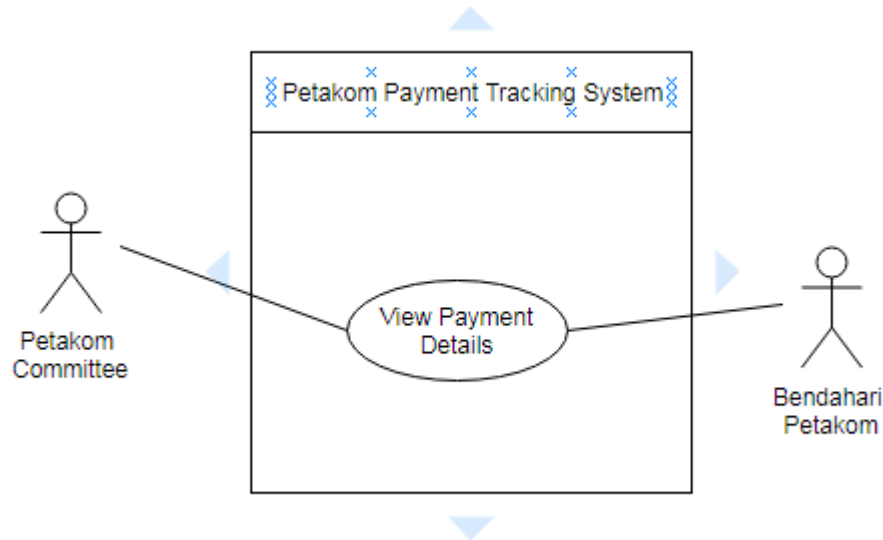 Petakom Payment Tracking System
View Payment
Details
Petakom
Committee
Bendahari
Petakom